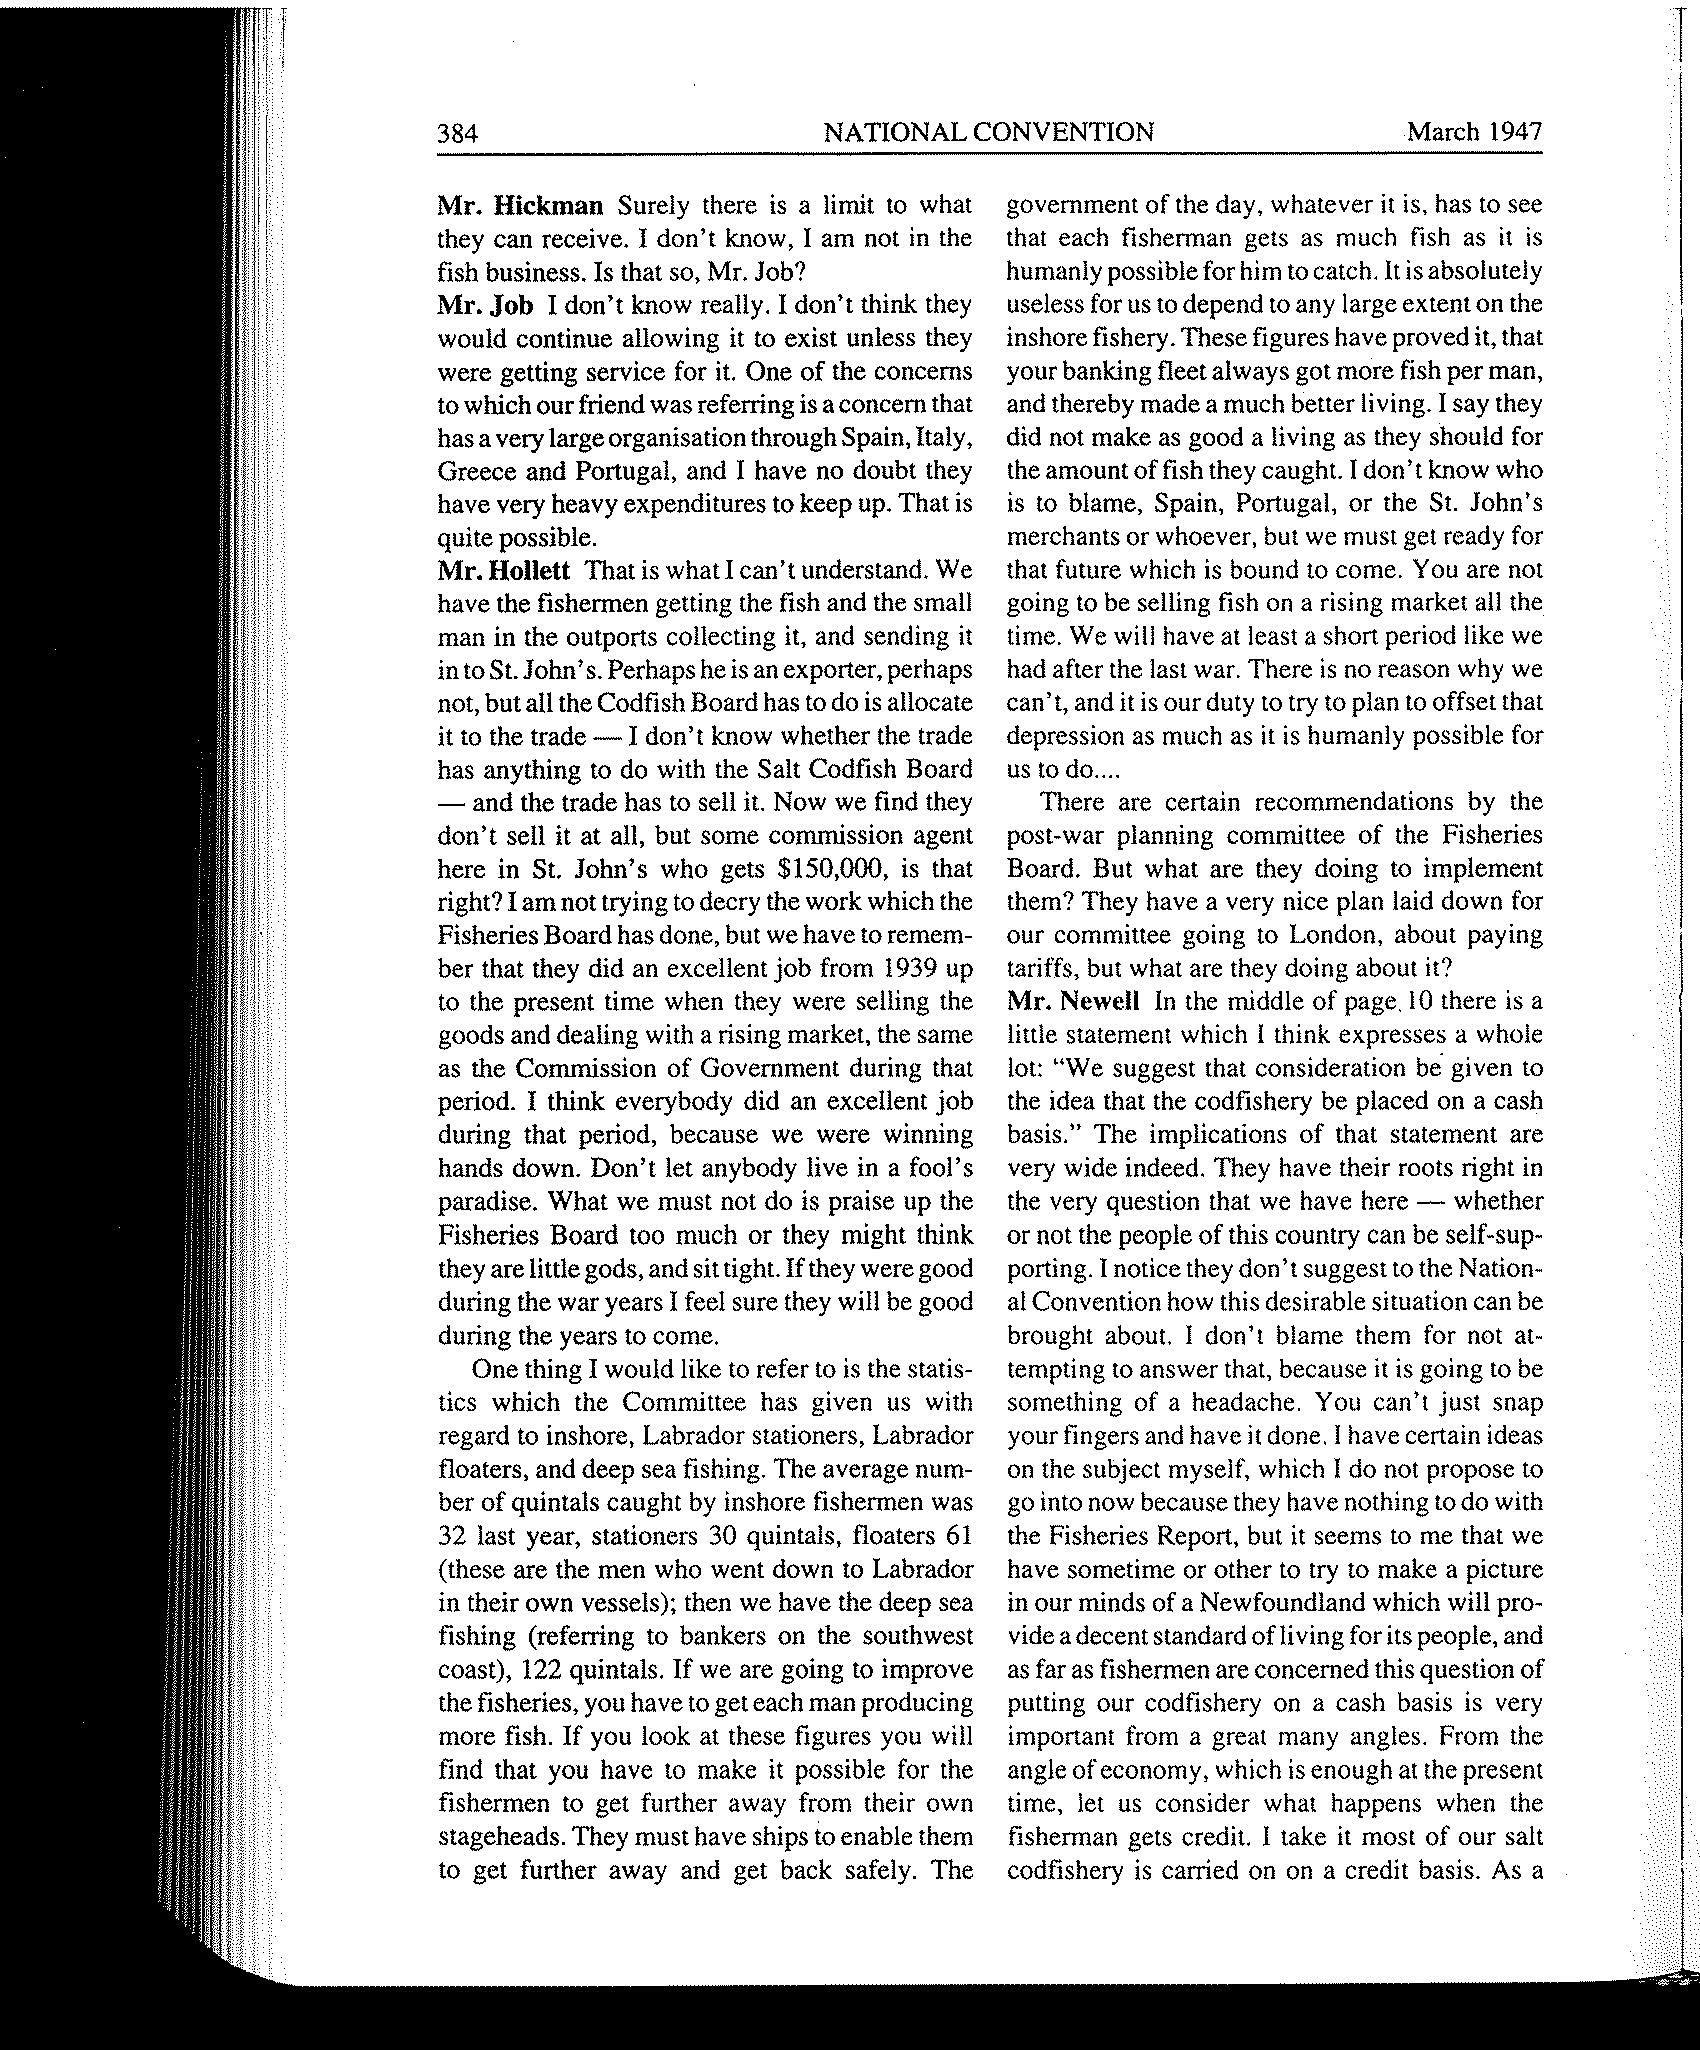 384 NATIONAL CONVENTION March 1947
Mr. Hickman Surely there is a limit to what
they can receive. I don't know, I am not in the
fish business. Is that so, Mr. Job?
Mr. Job I don't know really. I don't think they
would continue allowing it to exist unless they
were getting service for it. One of the concerns
to which our friend was referring is a concern that
has a very large organisation through Spain, Italy,
Greece and Portugal, and I have no doubt they
have very heavy expenditures to keep up. That is
quite possible.
Mr. Hollett That is what I can't understand. We
have the fishermen getting the fish and the small
man in the outports collecting it, and sending it
in to St. John's. Perhaps he is an exporter, perhaps
not, but all the Codfish Board has to do is allocate
it to the trade — I don't know whether the trade
has anything to do with the Salt Codfish Board
— and the trade has to sell it. Now we find they
don't sell it at all, but some commission agent
here in St. John's who gets $150,000, is that
right? I am not trying to decry the work which the
Fisheries Board has done, but we have to remem-
ber that they did an excellent job from 1939 up
to the present time when they were selling the
goods and dealing with a rising market, the same
as the Commission of Government during that
period. I think everybody did an excellent job
during that period, because we were winning
hands down. Don't let anybody live in a fool's
paradise. What we must not do is praise up the
Fisheries Board too much or they might think
they are little gods, and sit tight. If they were good
during the war years I feel sure they will be good
during the years to come.
One thing I would like to refer to is the statis-
tics which the Committee has given us with
regard to inshore, Labrador stationers, Labrador
floaters, and deep sea fishing. The average num-
ber of quintals caught by inshore fishermen was
32 last year, stationers 30 quintals, floaters 61
(these are the men who went down to Labrador
in their own vessels); then we have the deep sea
fishing (referring to bankers on the southwest
coast), 122 quintals. If we are going to improve
the fisheries, you have to get each man producing
more fish. If you look at these figures you will
find that you have to make it possible for the
fishermen to get further away from their own
stageheads. They must have ships to enable them
to get further away and get back safely. The
government of the day, whatever it is, has to see
that each fisherman gets as much fish as it is
humanly possible for him to catch. It is absolutely
useless for us to depend to any large extent on the
inshore fishery. These figures have proved it, that
your banking fleet always got more fish per man,
and thereby made a much better living. I say they
did not make as good a living as they should for
the amount of fish they caught. I don't know who
is to blame, Spain, Portugal, or the St. John's
merchants or whoever, but we must get ready for
that future which is bound to come. You are not
going to be selling fish on a rising market all the
time. We will have at least a short period like we
had after the last war. There is no reason why we
can't, and it is our duty to try to plan to offset that
depression as much as it is humanly possible for
us to do....
There are certain recommendations by the
post-war planning committee of the Fisheries
Board. But what are they doing to implement
them? They have a very nice plan laid down for
our committee going to London, about paying
tariffs, but what are they doing about it?
Mr. Newell In the middle of page 10 there is a
little statement which I think expresses a whole
lot: "We suggest that consideration be given to
the idea that the codfishery be placed on a cash
basis." The implications of that statement are
very wide indeed. They have their roots right in
the very question that we have here — whether
or not the people of this country can be self-sup-
porting. I notice they don't suggest to the Nation-
al Convention how this desirable situation can be
brought about. I don't blame them for not at-
tempting to answer that, because it is going to be
something of a headache. You can't just snap
your fingers and have it done. I have certain ideas
on the subject myself, which I do not propose to
go into now because they have nothing to do with
the Fisheries Report, but it seems to me that we
have sometime or other to try to make a picture
in our minds of a Newfoundland which will pro-
vide a decent standard of living for its people, and
as far as fishermen are concerned this question of
putting our codfishery on a cash basis is very
important from a great many angles. From the
angle of economy, which is enough at the present
time, let us consider what happens when the
fisherman gets credit. I take it most of our salt
codfishery is carried on on a credit basis. As a